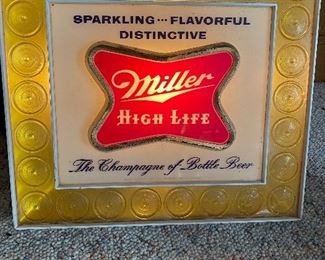 SPARKLING ··· FLAVORFUL
DISTINCTIVE
Miller
HIGH LIFE
The Champagne of Bottle Beer